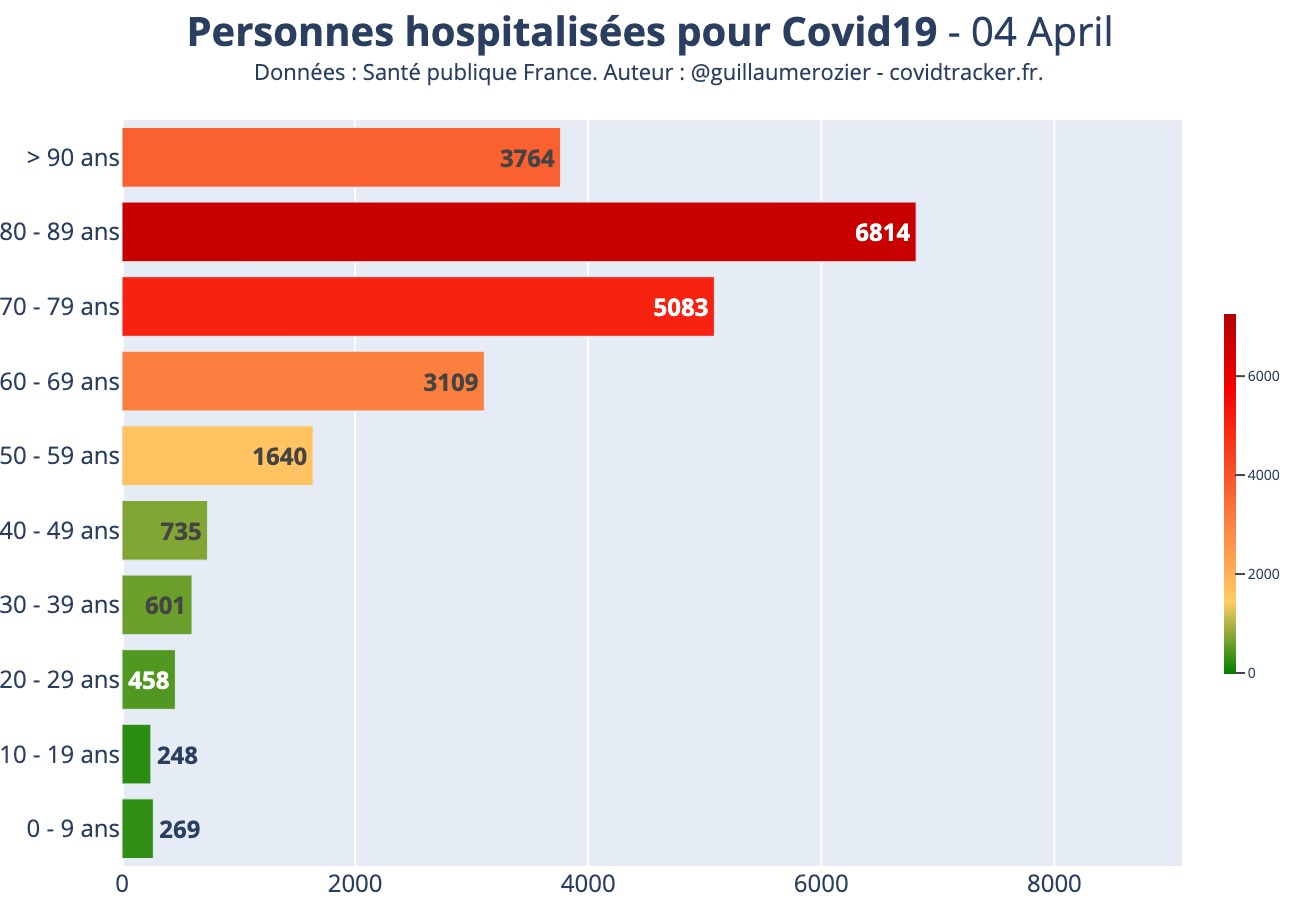 Personnes hospitalisées pour Covid19 - 04 April
Données : Santé publique France. Auteur : @guillaumerozier - covidtracker.fr.
> 90 ans 3764
80 - 89 ans 6814
70 - 79 ans 5083
60 - 69 ans 3109
50 - 59 ans 1640
40 - 49 ans 735
30 - 39 ans 601
20 - 29 ans 458
10 - 19 ans 248
0 - 9 ans 269
0 2000 4000 6000 8000
6000
4000
2000
0